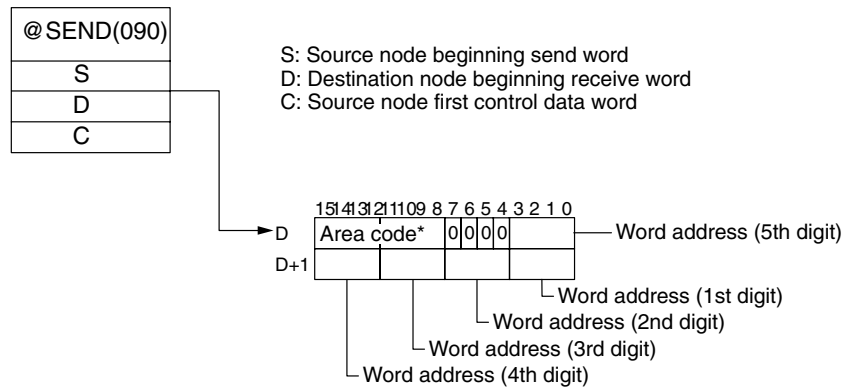 @SEND(090)
S
D
C
S: Source node beginning send word
D: Destination node beginning receive word
C: Source node first control data word
15 14 13 12 11 10 9 8 7 6 5 4 3 2 1 0
D Area code* 0 0 0 0 Word address (5th digit)
D+1
Word address (1st digit)
Word address (2nd digit)
Word address (3rd digit)
Word address (4th digit)